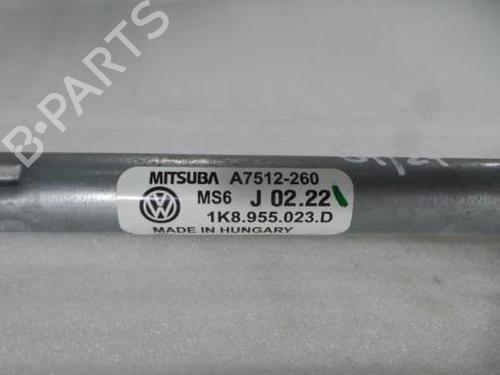 B-PARTS
MITSUBA A7512-260
MS6 J 02.22
1K8.955.023.D
MADE IN HUNGARY